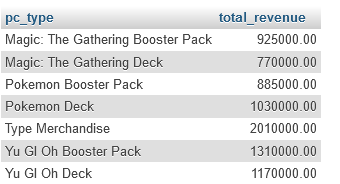 pc_type total_revenue
Magic: The Gathering Booster Pack 925000.00
Magic: The Gathering Deck 770000.00
Pokemon Booster Pack 885000.00
Pokemon Deck 1030000.00
Type Merchandise 2010000.00
Yu GI Oh Booster Pack 1310000.00
Yu GI Oh Deck 1170000.00